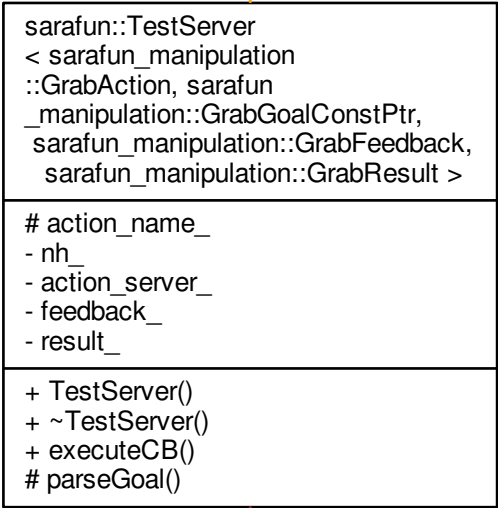 sarafun::TestServer
< sarafun_manipulation
::GrabAction, sarafun
_manipulation::GrabGoalConstPtr,
sarafun_manipulation::GrabFeedback,
sarafun_manipulation::GrabResult >
# action_name_
- nh_
- action_server_
- feedback_
- result_
+ TestServer()
+ ~TestServer()
+ executeCB()
# parseGoal()